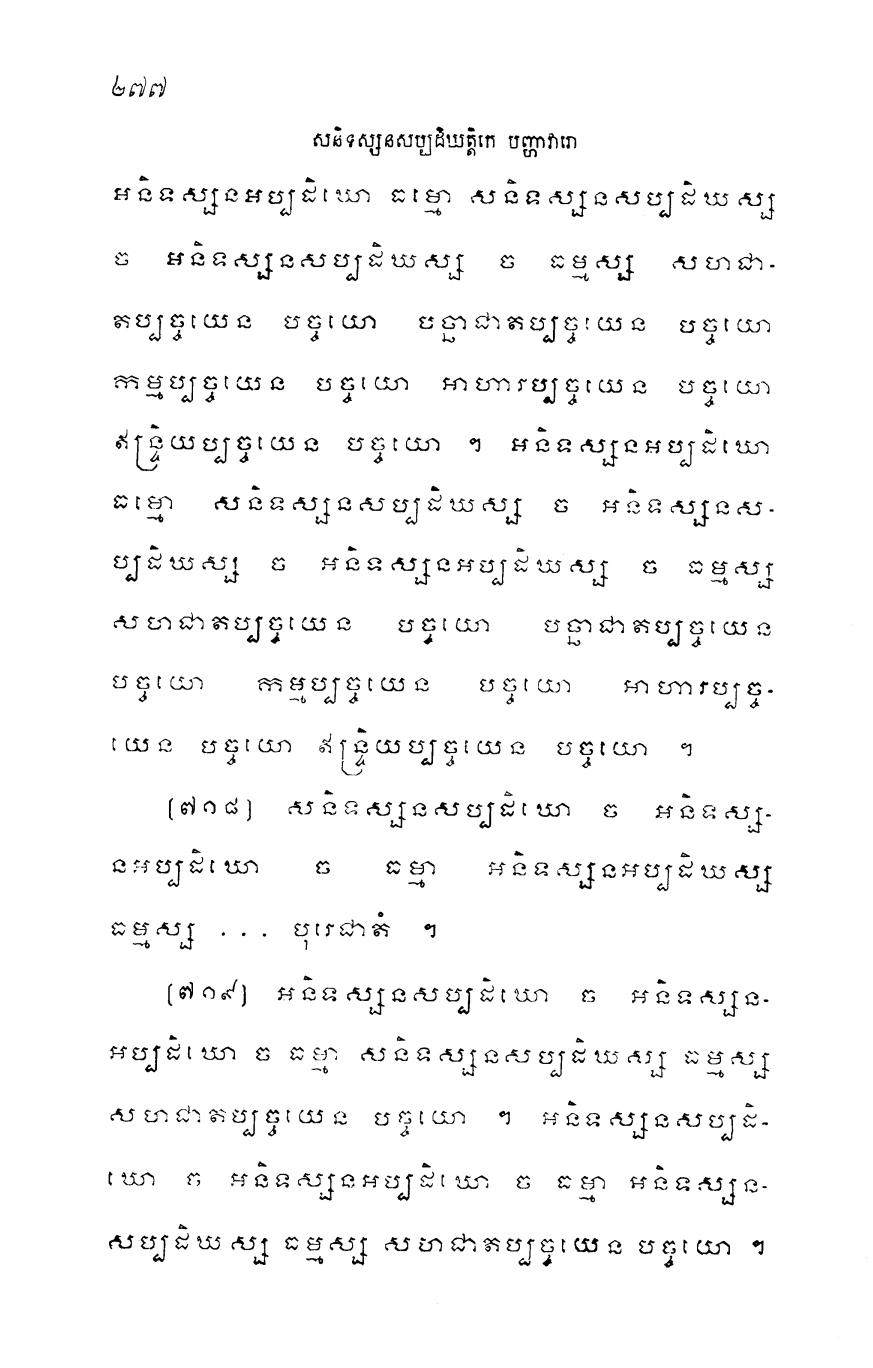 ២៧៧
សនិទស្សនសប្បដិឃត្តិកេ បញ្ហាវារោ
អនិទស្សនអប្បដិឃោ ធម្មោ សនិទស្សនសប្បដិឃស្ស
ច អនិទស្សនសប្បដិឃស្ស ច ធម្មស្ស សហជា-
តប្បច្ចយេន បច្ចយោ បច្ឆាជាតប្បច្ចយេន បច្ចយោ
កម្មប្បច្ចយេន បច្ចយោ អាហារប្បច្ចយេន បច្ចយោ
ឥន្ទ្រិយប្បច្ចយេន បច្ចយោ ។ អនិទស្សនអប្បដិឃោ
ធម្មោ សនិទស្សនសប្បដិឃស្ស ច អនិទស្សនស-
ប្បដិឃស្ស ច អនិទស្សនអប្បដិឃស្ស ច ធម្មស្ស
សហជាតប្បច្ចយេន បច្ចយោ បច្ឆាជាតប្បច្ចយេន
បច្ចយោ កម្មប្បច្ចយេន បច្ចយោ អាហារប្បច្ច-
យេន បច្ចយោ ឥន្ទ្រិយប្បច្ចយេន បច្ចយោ ។
[៧១៨] សនិទស្សនសប្បដិឃោ ច អនិទស្ស-
នអប្បដិឃោ ច ធម្មា អនិទស្សនអប្បដិឃស្ស
ធម្មស្ស ... បុរេជាតំ ។
[៧១៩] អនិទស្សនសប្បដិឃោ ច អនិទស្សន-
អប្បដិឃោ ច ធម្មា សនិទស្សនសប្បដិឃស្ស ធម្មស្ស
សហជាតប្បច្ចយេន បច្ចយោ ។ អនិទស្សនសប្បដិ-
ឃោ ច អនិទស្សនអប្បដិឃោ ច ធម្មា អនិទស្សន-
សប្បដិឃស្ស ធម្មស្ស សហជាតប្បច្ចយេន បច្ចយោ ។